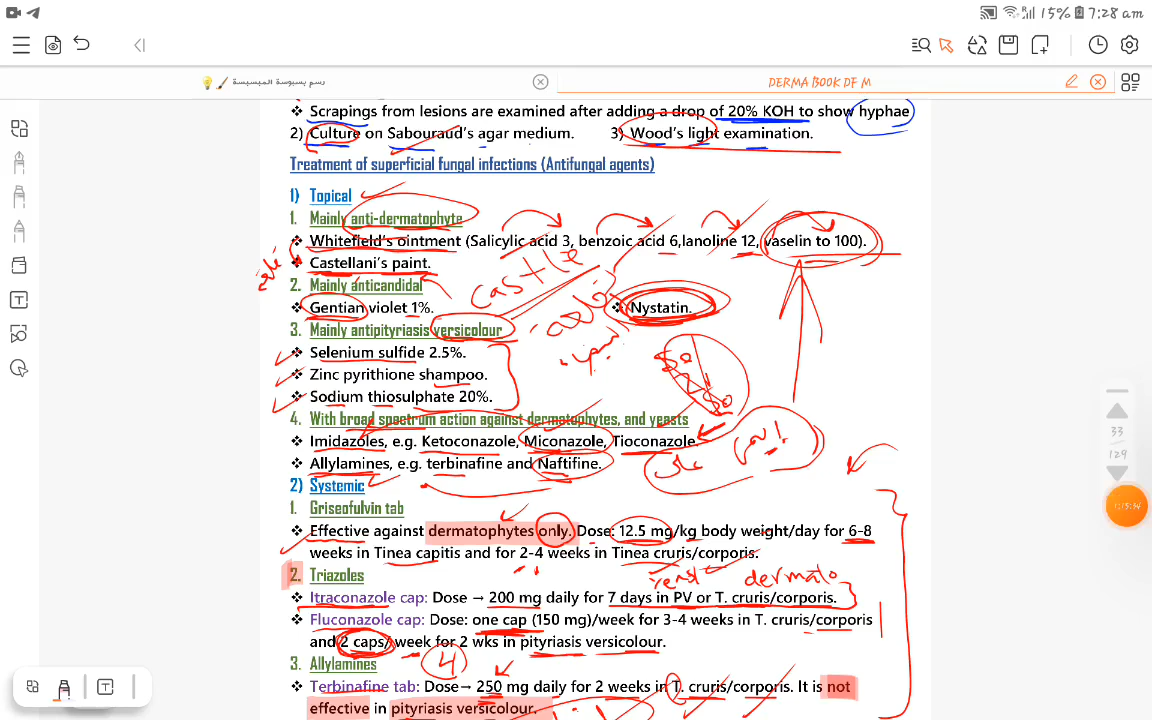 15% 7:28 am
رسم بسبوسة المبسبسة
DERMA BOOK DF M
❖ Scrapings from lesions are examined after adding a drop of 20% KOH to show hyphae
2) Culture on Sabouraud's agar medium. 3) Wood's light examination.
Treatment of superficial fungal infections (Antifungal agents)
1) Topical
1. Mainly anti-dermatophyte
❖ Whitefield's ointment (Salicylic acid 3, benzoic acid 6,lanoline 12, vaselin to 100).
❖ Castellani's paint.
castle
2. Mainly anticandidal
❖ Gentian violet 1%. ❖ Nystatin.
3. Mainly antipityriasis versicolour
❖ Selenium sulfide 2.5%.
❖ Zinc pyrithione shampoo.
❖ Sodium thiosulphate 20%.
4. With broad spectrum action against dermatophytes, and yeasts
❖ Imidazoles, e.g. Ketoconazole, Miconazole, Tioconazole.
❖ Allylamines, e.g. terbinafine and Naftifine.
2) Systemic
1. Griseofulvin tab
❖ Effective against dermatophytes only. Dose: 12.5 mg/kg body weight/day for 6-8
weeks in Tinea capitis and for 2-4 weeks in Tinea cruris/corporis.
2. Triazoles
yeast dermato
❖ Itraconazole cap: Dose → 200 mg daily for 7 days in PV or T. cruris/corporis.
❖ Fluconazole cap: Dose: one cap (150 mg)/week for 3-4 weeks in T. cruris/corporis
and 2 caps/ week for 2 wks in pityriasis versicolour.
3. Allylamines
4
❖ Terbinafine tab: Dose→ 250 mg daily for 2 weeks in T. cruris/corporis. It is not
effective in pityriasis versicolour.
33
129